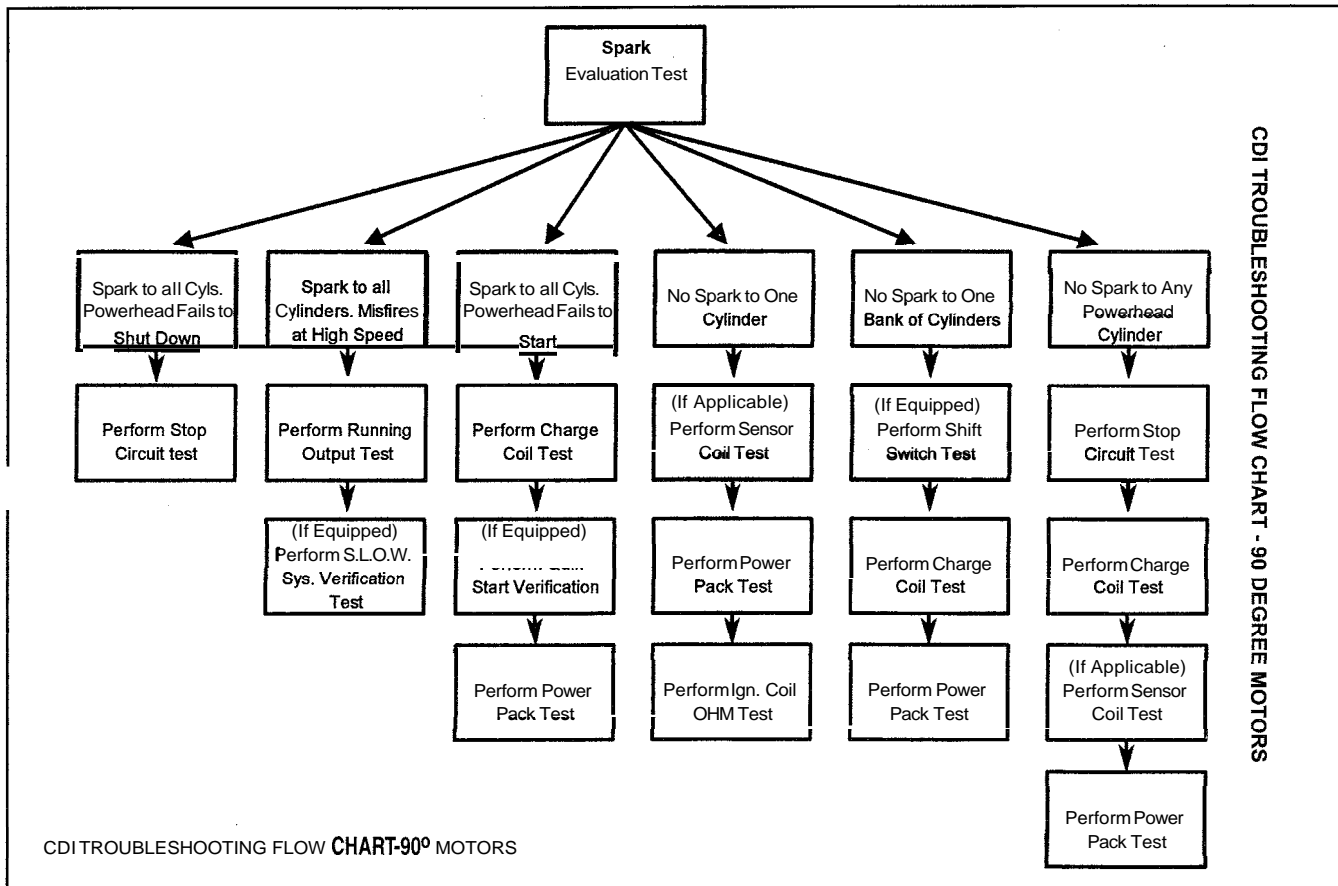 Spark
Evaluation Test
Spark to all Cyls.
Powerhead Fails to
Shut Down
Spark to all
Cylinders. Misfires
at High Speed
Spark to all Cyls.
Powerhead Fails to
Start
No Spark to One
Cylinder
No Spark to One
Bank of Cylinders
No Spark to Any
Powerhead
Cylinder
Perform Stop
Circuit test
Perform Running
Output Test
Perform Charge
Coil Test
(If Applicable)
Perform Sensor
Coil Test
(If Equipped)
Perform Shift
Switch Test
Perform Stop
Circuit Test
(If Equipped)
Perform S.L.O.W.
Sys. Verification
Test
(If Equipped)
Start Verification
Perform Power
Pack Test
Perform Charge
Coil Test
Perform Charge
Coil Test
Perform Power
Pack Test
Perform Ign. Coil
OHM Test
Perform Power
Pack Test
(If Applicable)
Perform Sensor
Coil Test
Perform Power
Pack Test
CDI TROUBLESHOOTING FLOW CHART-90º MOTORS
CDI TROUBLESHOOTING FLOW CHART - 90 DEGREE MOTORS